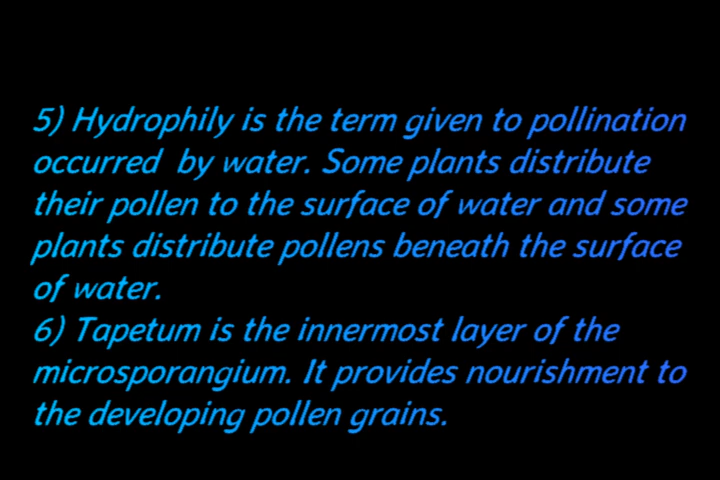 5) Hydrophily is the term given to pollination
occurred  by water. Some plants distribute
their pollen to the surface of water and some
plants distribute pollens beneath the surface
of water.
6) Tapetum is the innermost layer of the
microsporangium. It provides nourishment to
the developing pollen grains.